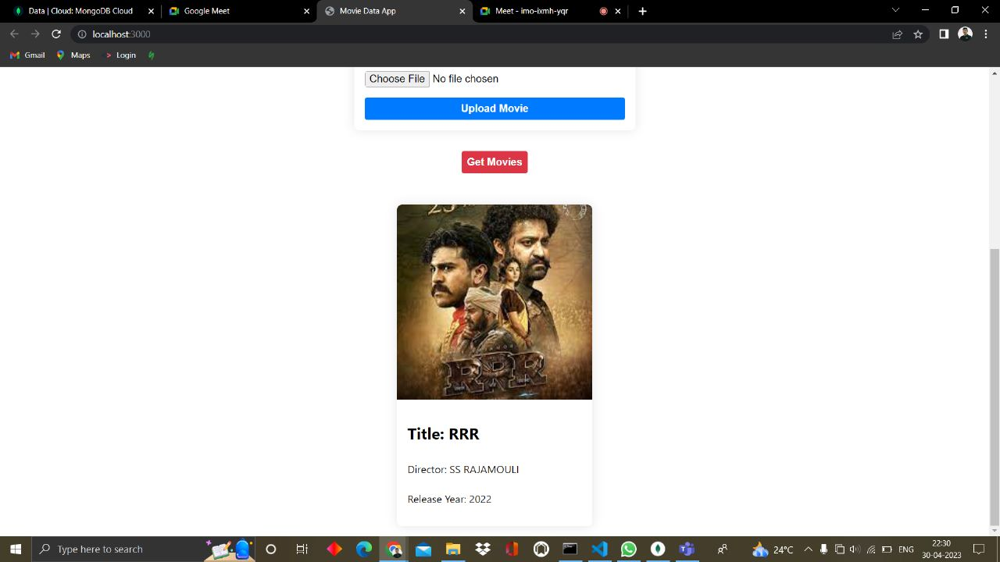 Data | Cloud: MongoDB Cloud
Google Meet
Movie Data App
Meet - imo-ixmh-yqr
localhost:3000
Gmail
Maps
Login
Choose File No file chosen
Upload Movie
Get Movies
RRR
Title: RRR
Director: SS RAJAMOULI
Release Year: 2022
Type here to search
24°C
ENG
22:30
30-04-2023